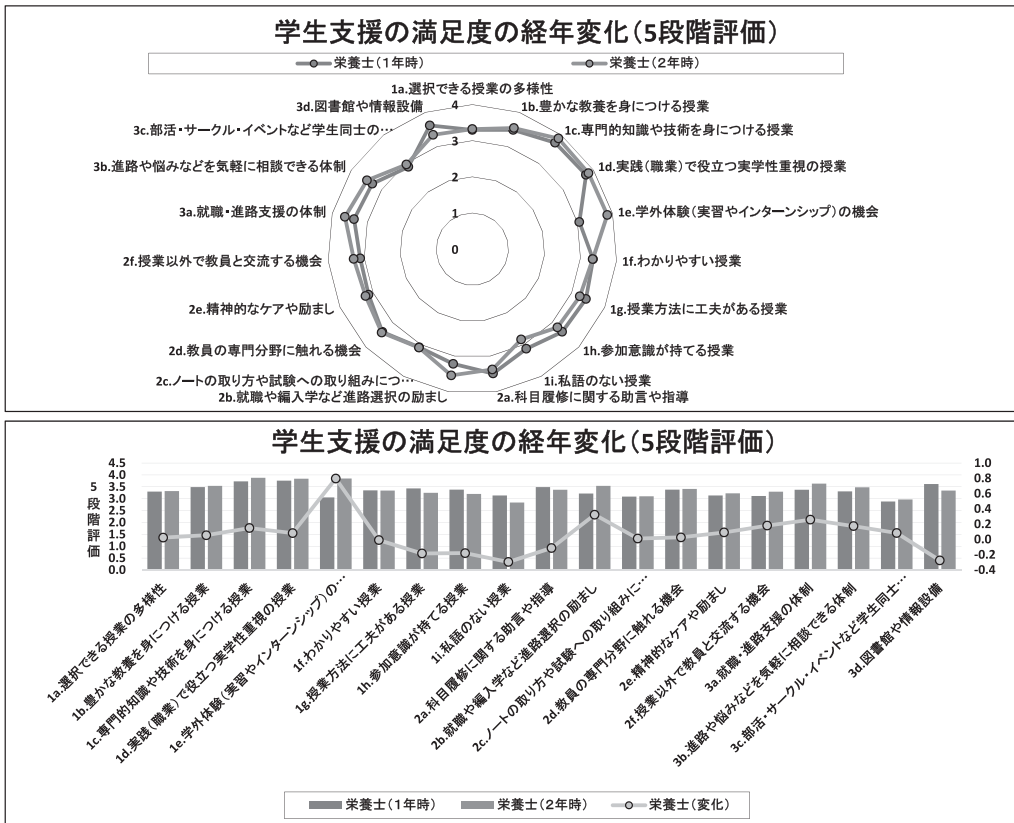 学生支援の満足度の経年変化（5段階評価）
栄養士（１年時）
栄養士（２年時）
1a.選択できる授業の多様性
1b.豊かな教養を身につける授業
1c.専門的知識や技術を身につける授業
1d.実践（職業）で役立つ実学性重視の授業
1e.学外体験（実習やインターンシップ）の機会
1f.わかりやすい授業
1g.授業方法に工夫がある授業
1h.参加意識が持てる授業
1i.私語のない授業
2a.科目履修に関する助言や指導
2b.就職や編入学など進路選択の励まし
2c.ノートの取り方や試験への取り組みにつ…
2d.教員の専門分野に触れる機会
2e.精神的なケアや励まし
2f.授業以外で教員と交流する機会
3a.就職・進路支援の体制
3b.進路や悩みなどを気軽に相談できる体制
3c.部活・サークル・イベントなど学生同士の…
3d.図書館や情報設備
4
3
2
1
0
学生支援の満足度の経年変化（5段階評価）
5段階評価
4.5
4.0
3.5
3.0
2.5
2.0
1.5
1.0
0.5
0.0
1.0
0.8
0.6
0.4
0.2
0.0
-0.2
-0.4
1a.選択できる授業の多様性
1b.豊かな教養を身につける授業
1c.専門的知識や技術を身につける授業
1d.実践（職業）で役立つ実学性重視の授業
1e.学外体験（実習やインターンシップ）の…
1f.わかりやすい授業
1g.授業方法に工夫がある授業
1h.参加意識が持てる授業
1i.私語のない授業
2a.科目履修に関する助言や指導
2b.就職や編入学など進路選択の励まし
2c.ノートの取り方や試験への取り組みに…
2d.教員の専門分野に触れる機会
2e.精神的なケアや励まし
2f.授業以外で教員と交流する機会
3a.就職・進路支援の体制
3b.進路や悩みなどを気軽に相談できる体制
3c.部活・サークル・イベントなど学生同士…
3d.図書館や情報設備
栄養士（１年時）
栄養士（２年時）
栄養士（変化）